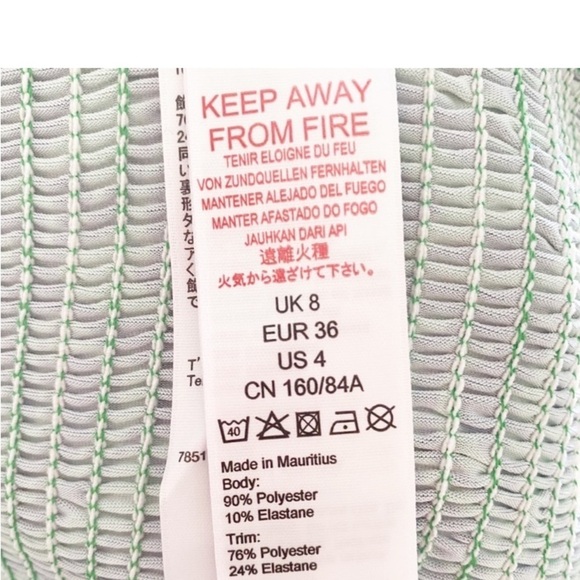 KEEP AWAY
FROM FIRE
TENIR ELOIGNE DU FEU
VON ZUNDQUELLEN FERNHALTEN
MANTENER ALEJADO DEL FUEGO
MANTER AFASTADO DO FOGO
JAUHKAN DARI API
遠離火種
火気から遠ざけて下さい。
UK 8
EUR 36
US 4
CN 160/84A
40
Made in Mauritius
Body:
90% Polyester
10% Elastane
Trim:
76% Polyester
24% Elastane
7851